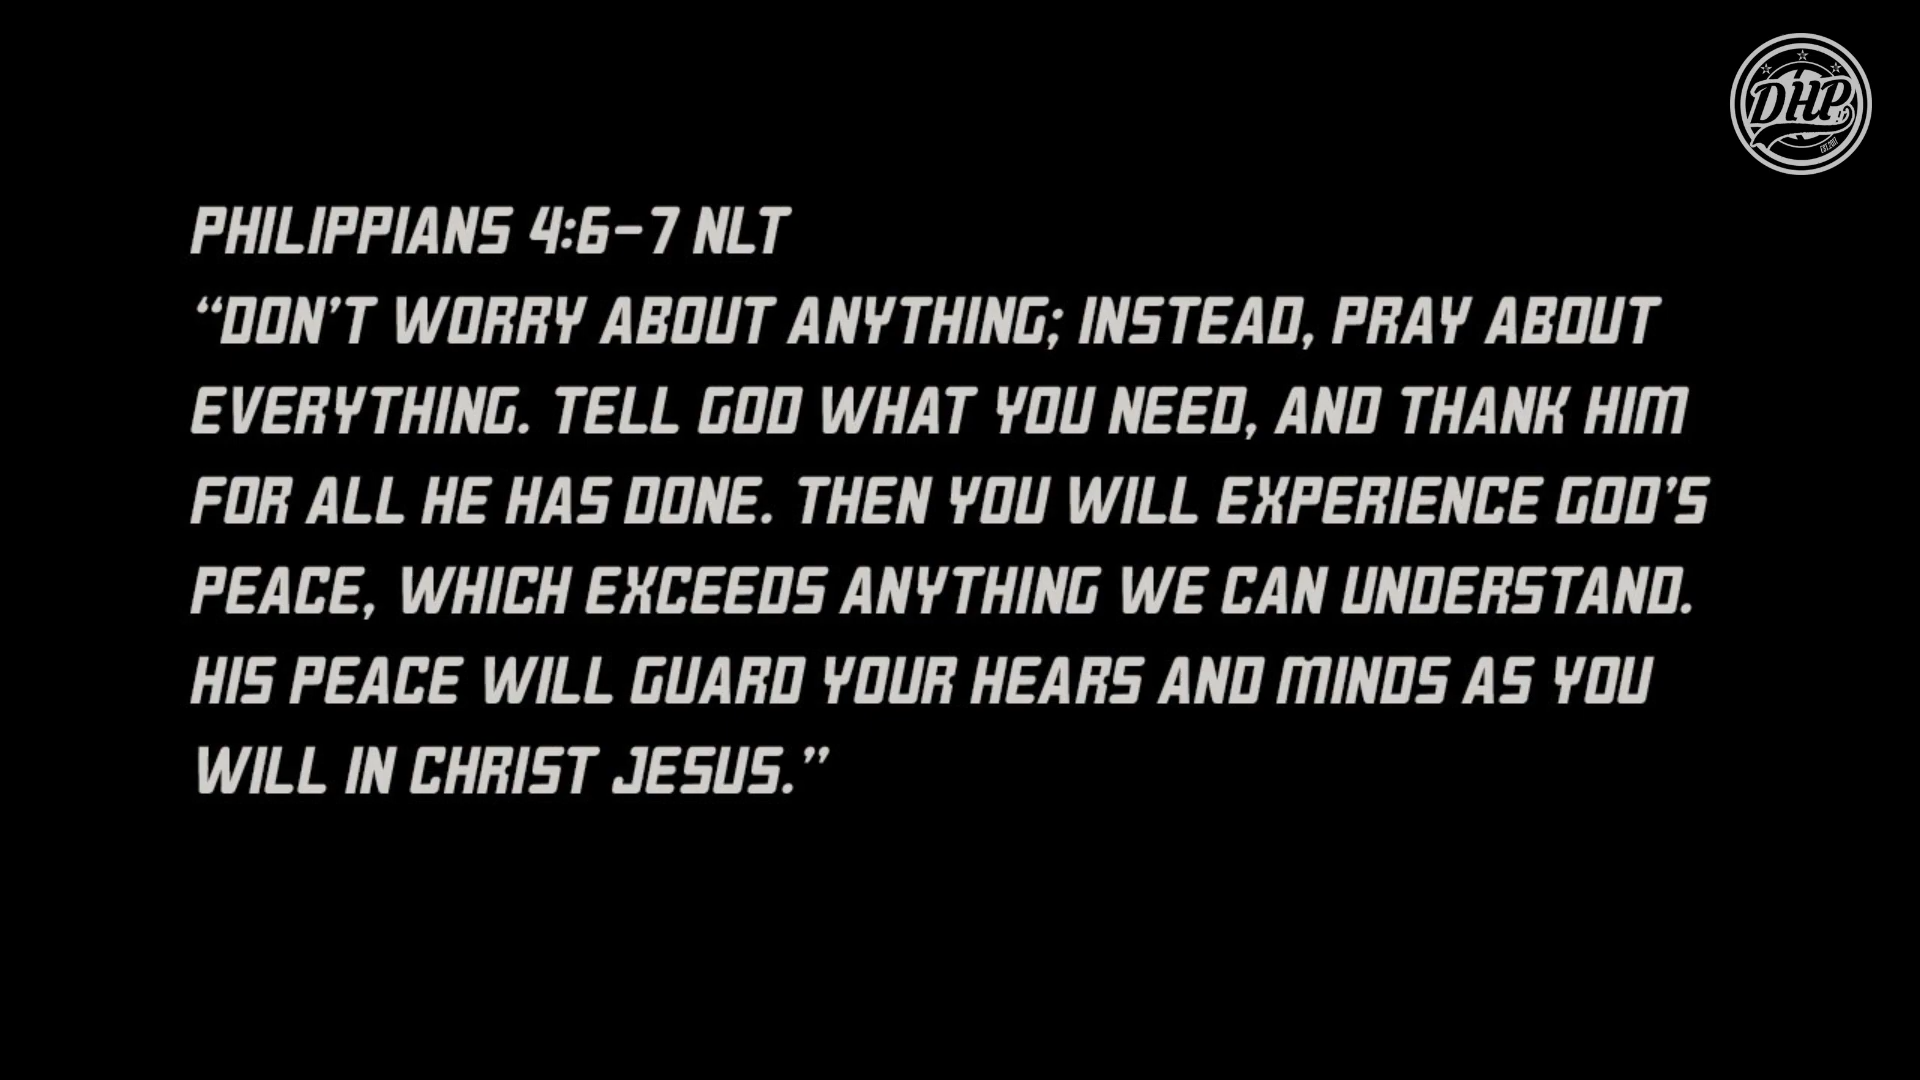 DHP
EST.2017
PHILIPPIANS 4:6-7 NLT
"DON'T WORRY ABOUT ANYTHING; INSTEAD, PRAY ABOUT
EVERYTHING. TELL GOD WHAT YOU NEED, AND THANK HIM
FOR ALL HE HAS DONE. THEN YOU WILL EXPERIENCE GOD'S
PEACE, WHICH EXCEEDS ANYTHING WE CAN UNDERSTAND.
HIS PEACE WILL GUARD YOUR HEARS AND MINDS AS YOU
WILL IN CHRIST JESUS."